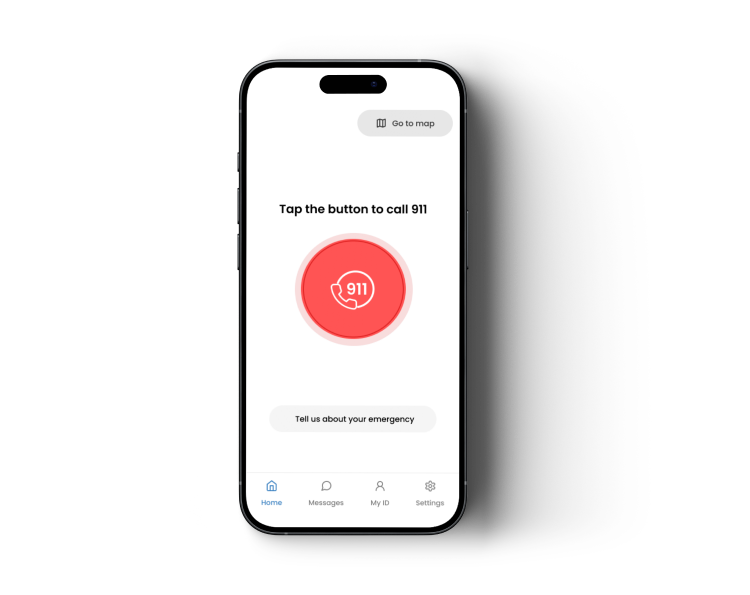 Go to map
Tap the button to call 911
911
Tell us about your emergency
Home
Messages
My ID
Settings